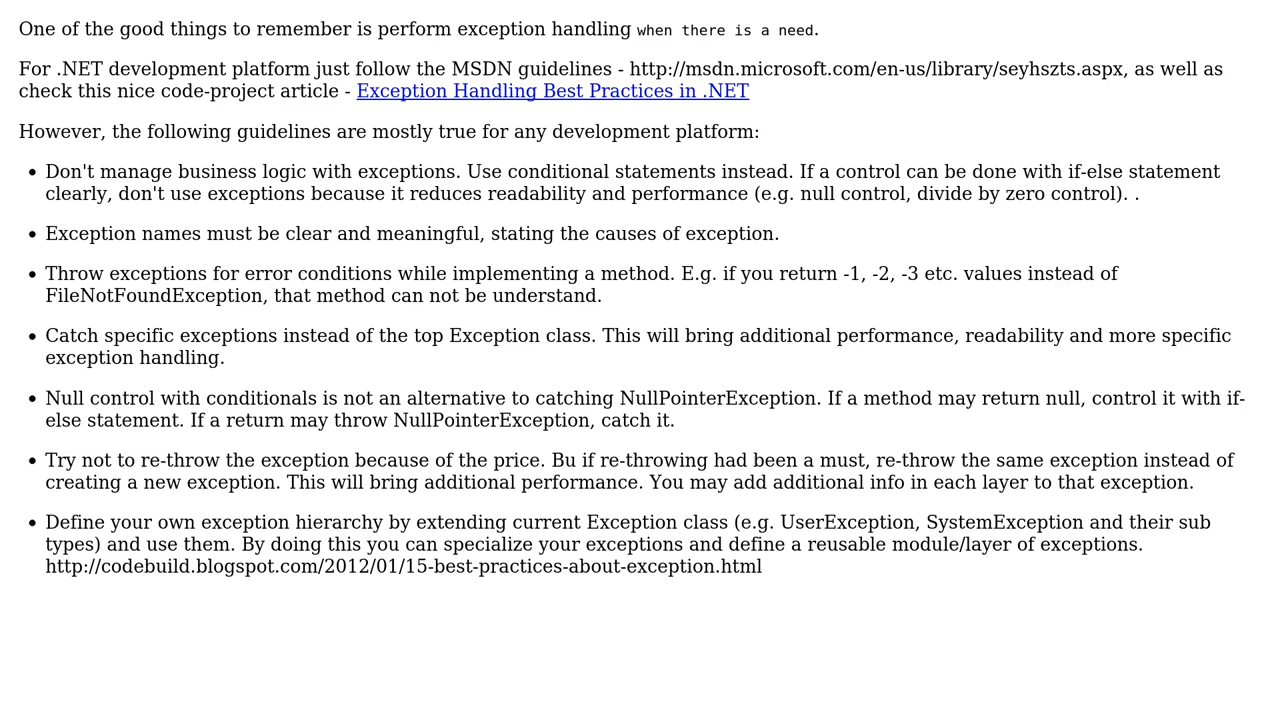 One of the good things to remember is perform exception handling when there is a need.
For .NET development platform just follow the MSDN guidelines - http://msdn.microsoft.com/en-us/library/seyhszts.aspx, as well as
check this nice code-project article - Exception Handling Best Practices in .NET
However, the following guidelines are mostly true for any development platform:
• Don't manage business logic with exceptions. Use conditional statements instead. If a control can be done with if-else statement
clearly, don't use exceptions because it reduces readability and performance (e.g. null control, divide by zero control). .
• Exception names must be clear and meaningful, stating the causes of exception.
• Throw exceptions for error conditions while implementing a method. E.g. if you return -1, -2, -3 etc. values instead of
FileNotFoundException, that method can not be understand.
• Catch specific exceptions instead of the top Exception class. This will bring additional performance, readability and more specific
exception handling.
• Null control with conditionals is not an alternative to catching NullPointerException. If a method may return null, control it with if-
else statement. If a return may throw NullPointerException, catch it.
• Try not to re-throw the exception because of the price. Bu if re-throwing had been a must, re-throw the same exception instead of
creating a new exception. This will bring additional performance. You may add additional info in each layer to that exception.
• Define your own exception hierarchy by extending current Exception class (e.g. UserException, SystemException and their sub
types) and use them. By doing this you can specialize your exceptions and define a reusable module/layer of exceptions.
http://codebuild.blogspot.com/2012/01/15-best-practices-about-exception.html